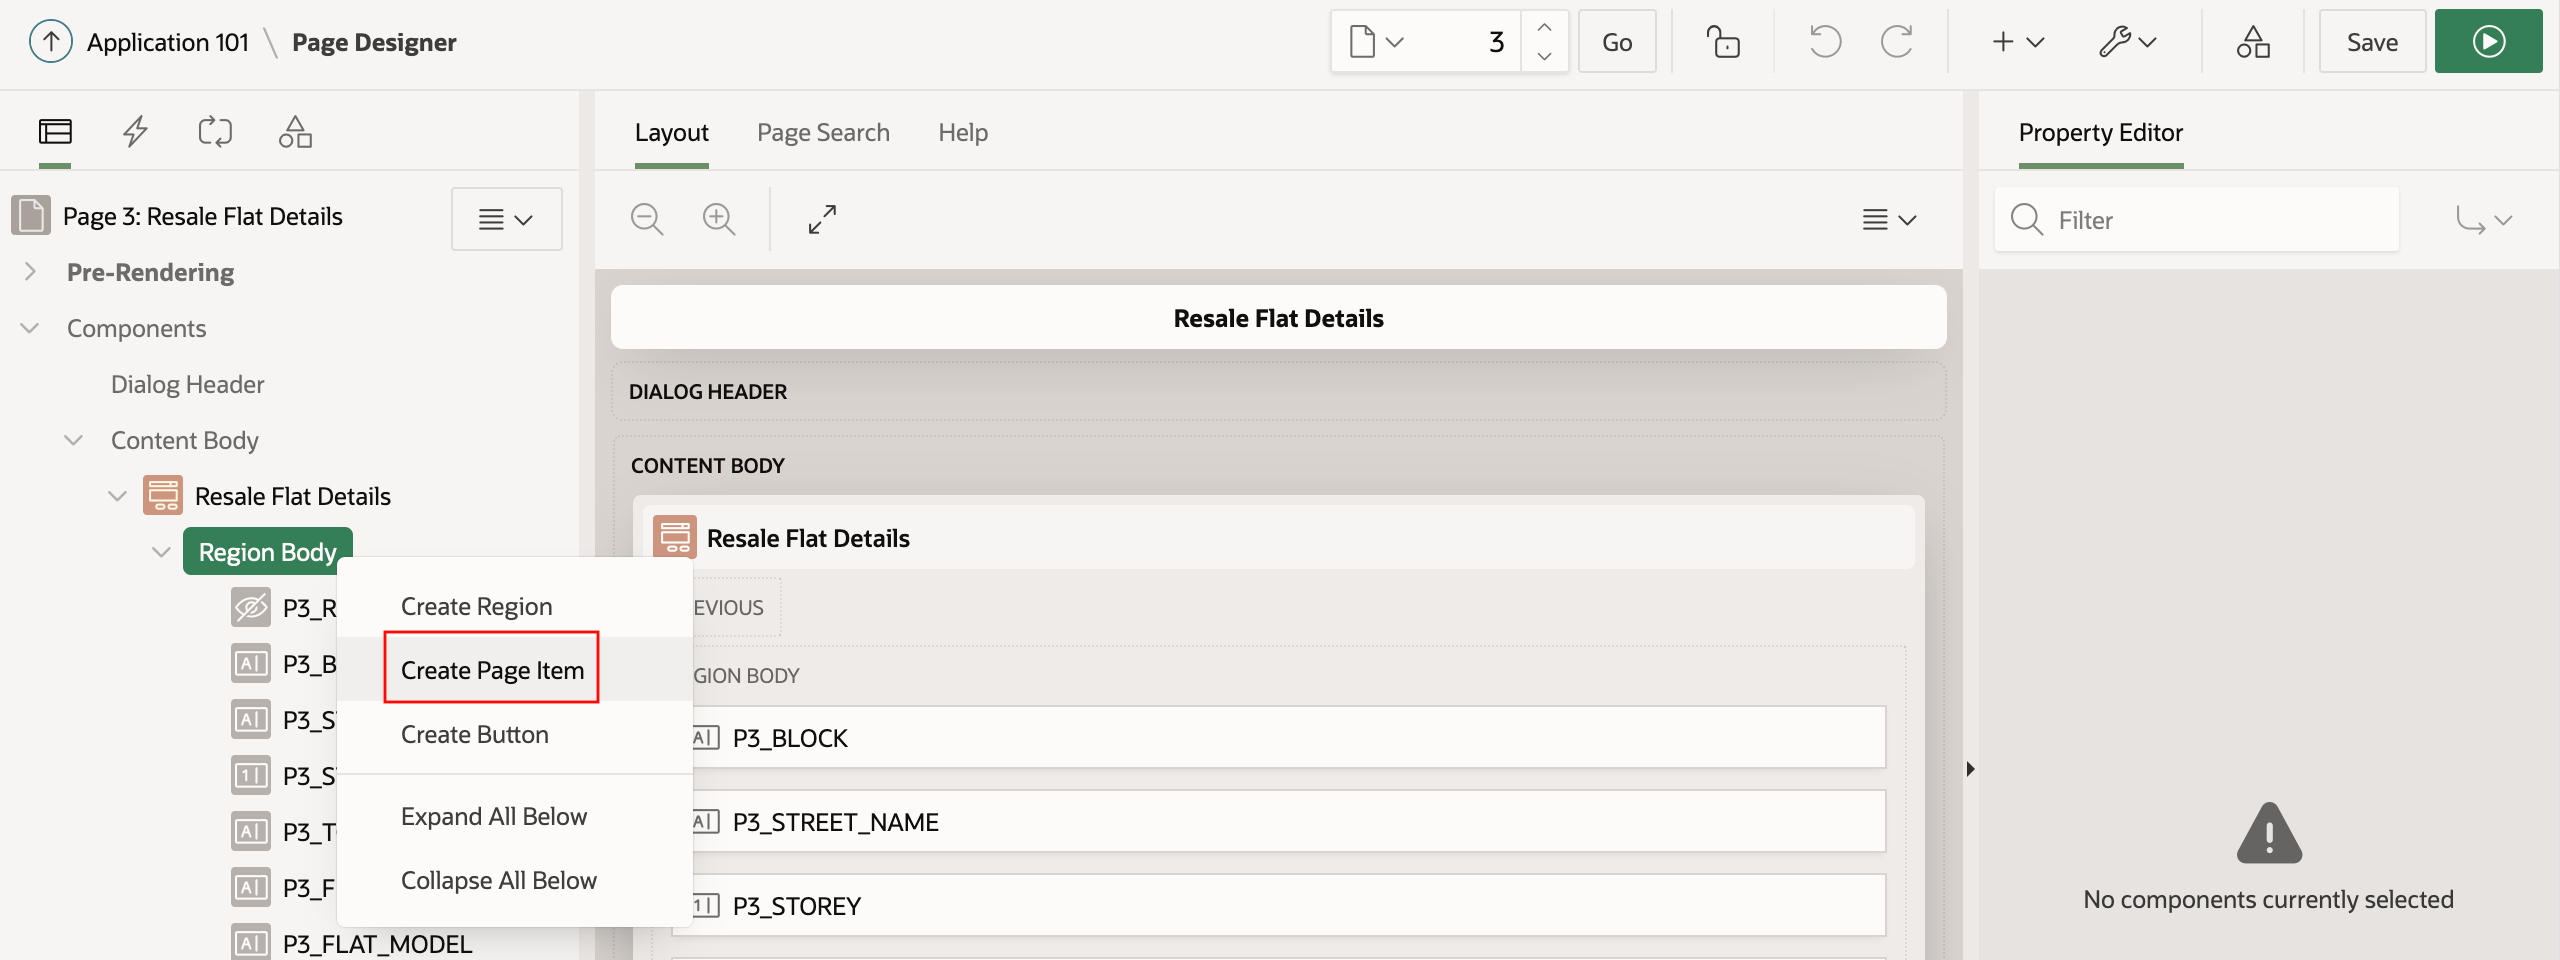 Application 101 \ Page Designer
3
Go
Save
Layout
Page Search
Help
Property Editor
Page 3: Resale Flat Details
Filter
Pre-Rendering
Components
Dialog Header
Content Body
Resale Flat Details
Region Body
P3_R
P3_B
P3_S
P3_S
P3_T
P3_F
P3_FLAT_MODEL
Create Region
Create Page Item
Create Button
Expand All Below
Collapse All Below
Resale Flat Details
DIALOG HEADER
CONTENT BODY
Resale Flat Details
EVIOUS
GION BODY
P3_BLOCK
P3_STREET_NAME
P3_STOREY
No components currently selected